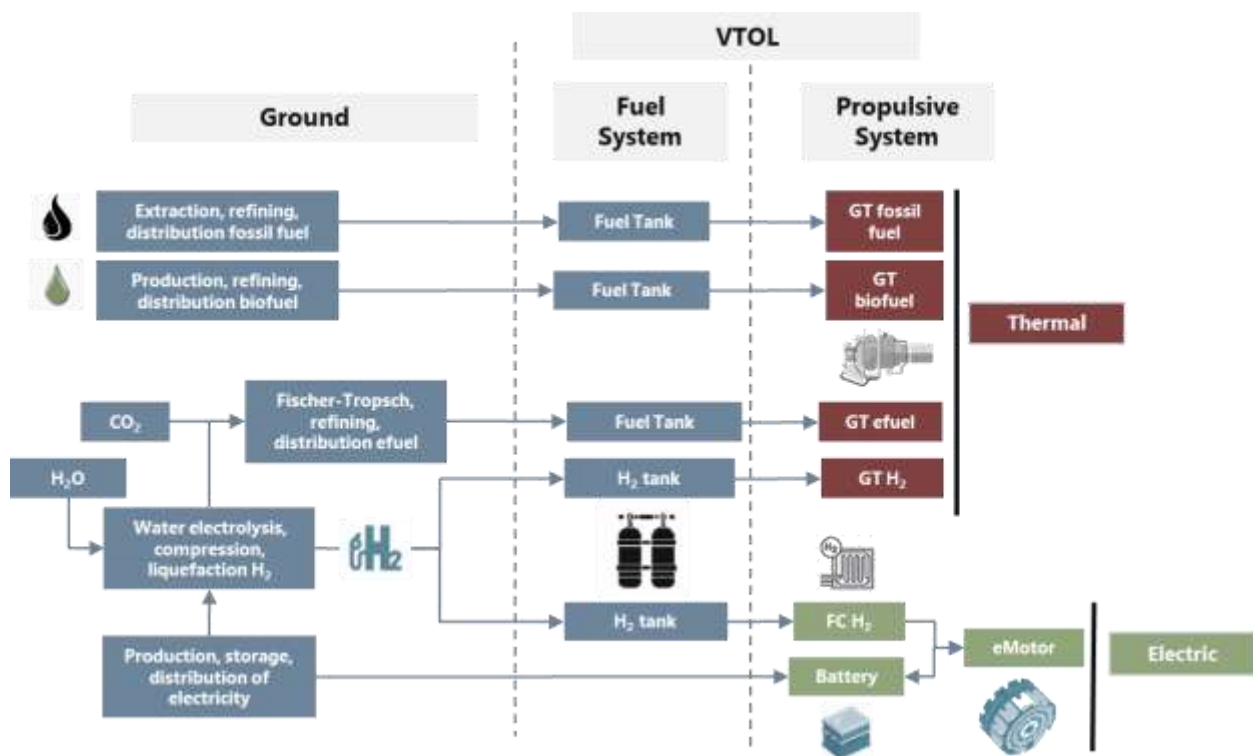 VTOL
Ground
Fuel
System
Propulsive
System
Extraction, refining,
distribution fossil fuel
Fuel Tank
GT fossil
fuel
Production, refining,
distribution biofuel
Fuel Tank
GT
biofuel
Thermal
CO₂
Fischer-Tropsch,
refining,
distribution efuel
Fuel Tank
GT efuel
H₂O
H₂ tank
GT H₂
Water electrolysis,
compression,
liquefaction H₂
H₂
H₂
H₂ tank
FC H₂
eMotor
Electric
Production, storage,
distribution of
electricity
Battery